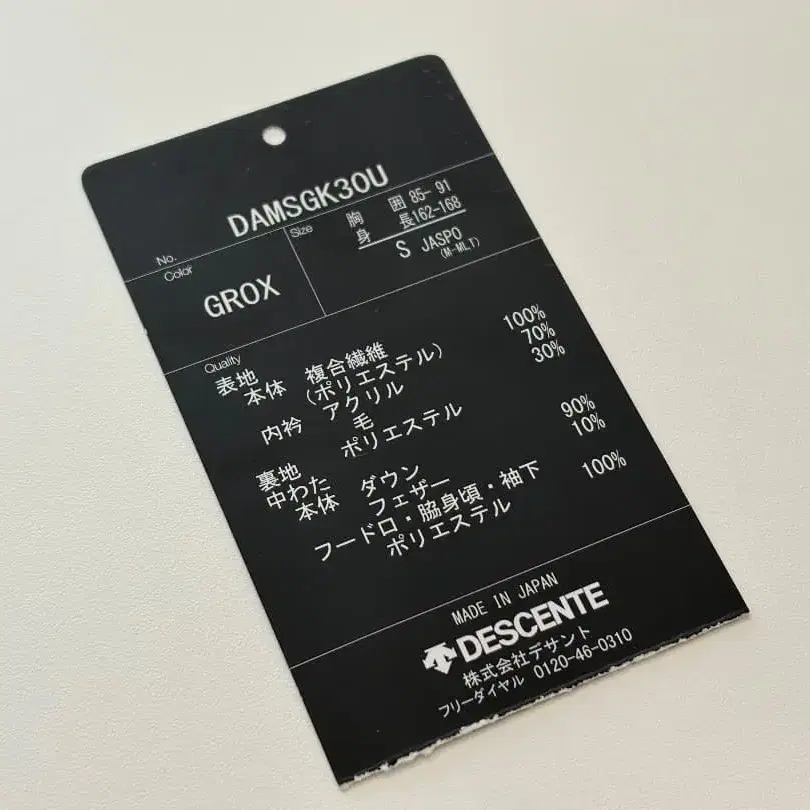 No. DAMSGK30U
Color GROX
Size 胸囲 85-91
身長162-168
S JASPO
(M-MLT)
Quality
表地
本体 複合繊維 100%
(ポリエステル) 70%
内衿 アクリル 30%
毛
ポリエステル
裏地 90%
中わた 10%
本体 ダウン
フェザー 100%
フード口・脇身頃・袖下
ポリエステル
MADE IN JAPAN
DESCENTE
株式会社デサント
フリーダイヤル 0120-46-0310